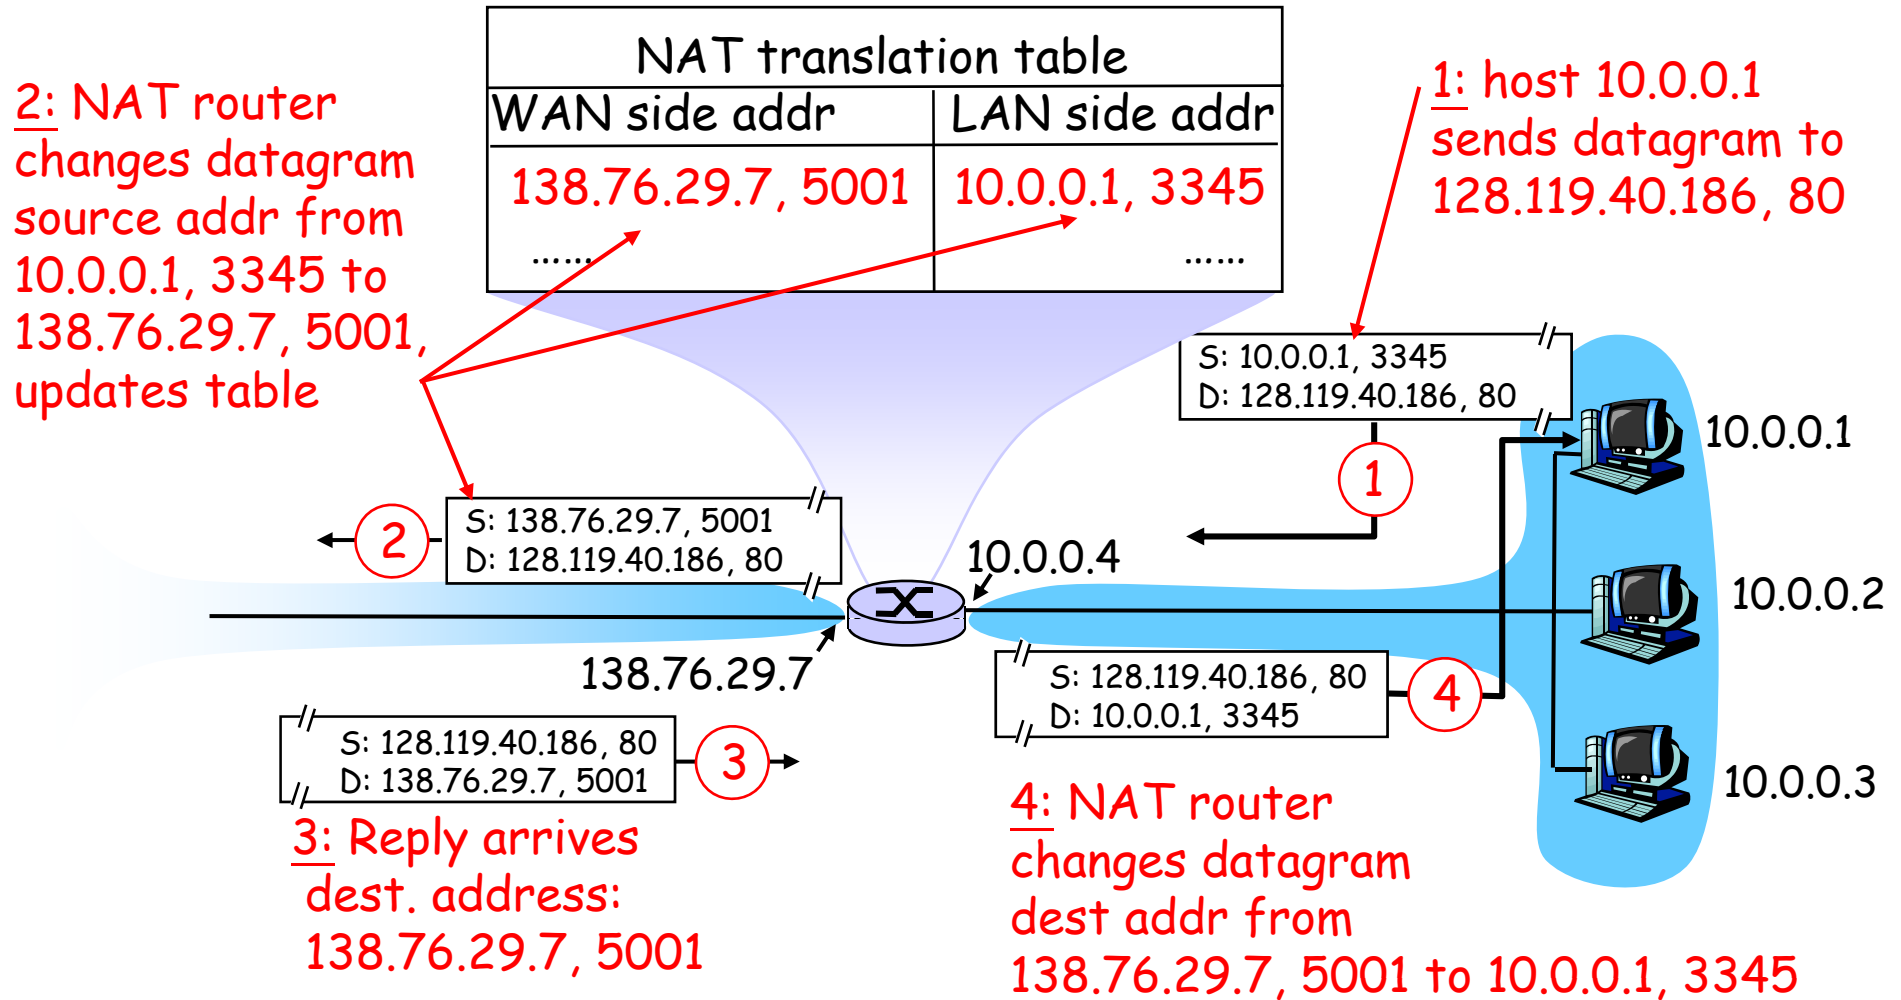 NAT translation table
WAN side addr LAN side addr
138.76.29.7, 5001 10.0.0.1, 3345
...... ......
2: NAT router
changes datagram
source addr from
10.0.0.1, 3345 to
138.76.29.7, 5001,
updates table
1: host 10.0.0.1
sends datagram to
128.119.40.186, 80
S: 10.0.0.1, 3345
D: 128.119.40.186, 80
1
10.0.0.1
2
S: 138.76.29.7, 5001
D: 128.119.40.186, 80
10.0.0.4
10.0.0.2
138.76.29.7
S: 128.119.40.186, 80
D: 10.0.0.1, 3345
4
S: 128.119.40.186, 80
D: 138.76.29.7, 5001
3
10.0.0.3
3: Reply arrives
dest. address:
138.76.29.7, 5001
4: NAT router
changes datagram
dest addr from
138.76.29.7, 5001 to 10.0.0.1, 3345